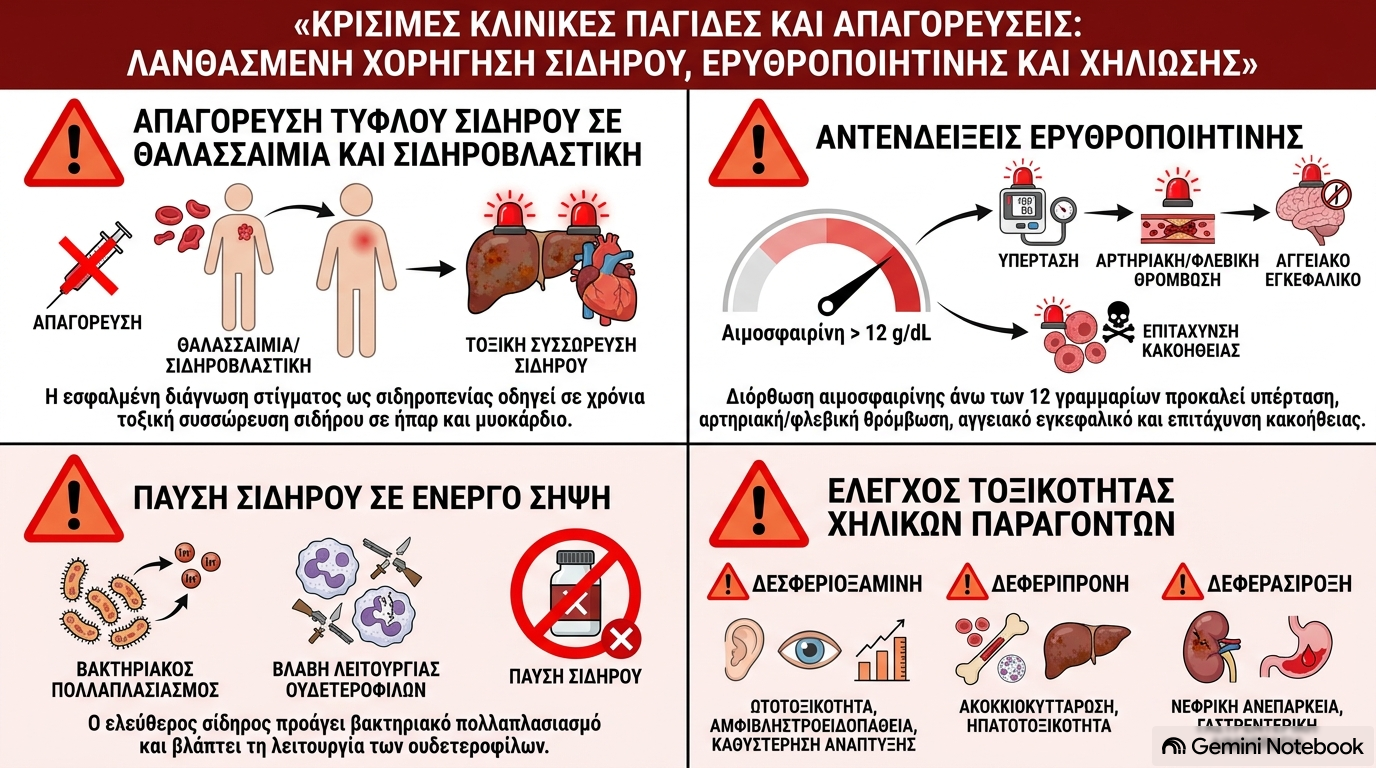 «ΚΡΙΣΙΜΕΣ ΚΛΙΝΙΚΕΣ ΠΑΓΙΔΕΣ ΚΑΙ ΑΠΑΓΟΡΕΥΣΕΙΣ:
ΛΑΝΘΑΣΜΕΝΗ ΧΟΡΗΓΗΣΗ ΣΙΔΗΡΟΥ, ΕΡΥΘΡΟΠΟΙΗΤΙΝΗΣ ΚΑΙ ΧΗΛΙΩΣΗΣ»
ΑΠΑΓΟΡΕΥΣΗ ΤΥΦΛΟΥ ΣΙΔΗΡΟΥ ΣΕ
ΘΑΛΑΣΣΑΙΜΙΑ ΚΑΙ ΣΙΔΗΡΟΒΛΑΣΤΙΚΗ
ΑΠΑΓΟΡΕΥΣΗ
ΘΑΛΑΣΣΑΙΜΙΑ/
ΣΙΔΗΡΟΒΛΑΣΤΙΚΗ
ΤΟΞΙΚΗ ΣΥΣΣΩΡΕΥΣΗ
ΣΙΔΗΡΟΥ
Η εσφαλμένη διάγνωση στίγματος ως σιδηροπενίας οδηγεί σε χρόνια
τοξική συσσώρευση σιδήρου σε ήπαρ και μυοκάρδιο.
ΑΝΤΕΝΔΕΙΞΕΙΣ ΕΡΥΘΡΟΠΟΙΗΤΙΝΗΣ
Αιμοσφαιρίνη > 12 g/dL
ΥΠΕΡΤΑΣΗ
ΑΡΤΗΡΙΑΚΗ/ΦΛΕΒΙΚΗ
ΘΡΟΜΒΩΣΗ
ΑΓΓΕΙΑΚΟ
ΕΓΚΕΦΑΛΙΚΟ
ΕΠΙΤΑΧΥΝΣΗ
ΚΑΚΟΗΘΕΙΑΣ
Διόρθωση αιμοσφαιρίνης άνω των 12 γραμμαρίων προκαλεί υπέρταση,
αρτηριακή/φλεβική θρόμβωση, αγγειακό εγκεφαλικό και επιτάχυνση κακοήθειας.
ΠΑΥΣΗ ΣΙΔΗΡΟΥ ΣΕ ΕΝΕΡΓΟ ΣΗΨΗ
ΒΑΚΤΗΡΙΑΚΟΣ
ΠΟΛΛΑΠΛΑΣΙΑΣΜΟΣ
ΒΛΑΒΗ ΛΕΙΤΟΥΡΓΙΑΣ
ΟΥΔΕΤΕΡΟΦΙΛΩΝ
ΠΑΥΣΗ ΣΙΔΗΡΟΥ
Ο ελεύθερος σίδηρος προάγει βακτηριακό πολλαπλασιασμό
και βλάπτει τη λειτουργία των ουδετεροφίλων.
ΕΛΕΓΧΟΣ ΤΟΞΙΚΟΤΗΤΑΣ
ΧΗΛΙΚΩΝ ΠΑΡΑΓΟΝΤΩΝ
ΔΕΣΦΕΡΙΟΞΑΜΙΝΗ
ΩΤΟΤΟΞΙΚΟΤΗΤΑ,
ΑΜΦΙΒΛΗΣΤΡΟΕΙΔΟΠΑΘΕΙΑ,
ΚΑΘΥΣΤΕΡΗΣΗ ΑΝΑΠΤΥΞΗΣ
ΔΕΦΕΡΙΠΡΟΝΗ
ΑΚΟΚΚΙΟΚΥΤΤΑΡΩΣΗ,
ΗΠΑΤΟΤΟΞΙΚΟΤΗΤΑ
ΔΕΦΕΡΑΣΙΡΟΞΗ
ΝΕΦΡΙΚΗ ΑΝΕΠΑΡΚΕΙΑ,
ΓΑΣΤΡΕΝΤΕΡΙΚΗ
Gemini Notebook